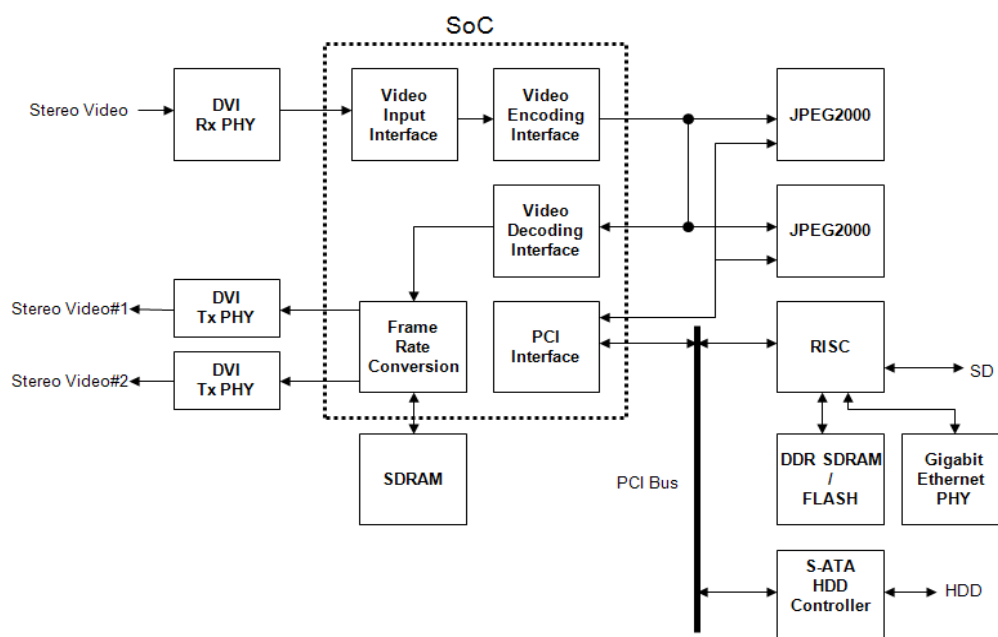 SoC
Stereo Video
DVI
Rx PHY
Video
Input
Interface
Video
Encoding
Interface
JPEG2000
Video
Decoding
Interface
JPEG2000
Stereo Video#1
DVI
Tx PHY
Stereo Video#2
DVI
Tx PHY
Frame
Rate
Conversion
PCI
Interface
RISC
SD
SDRAM
PCI Bus
DDR SDRAM
/
FLASH
Gigabit
Ethernet
PHY
S-ATA
HDD
Controller
HDD